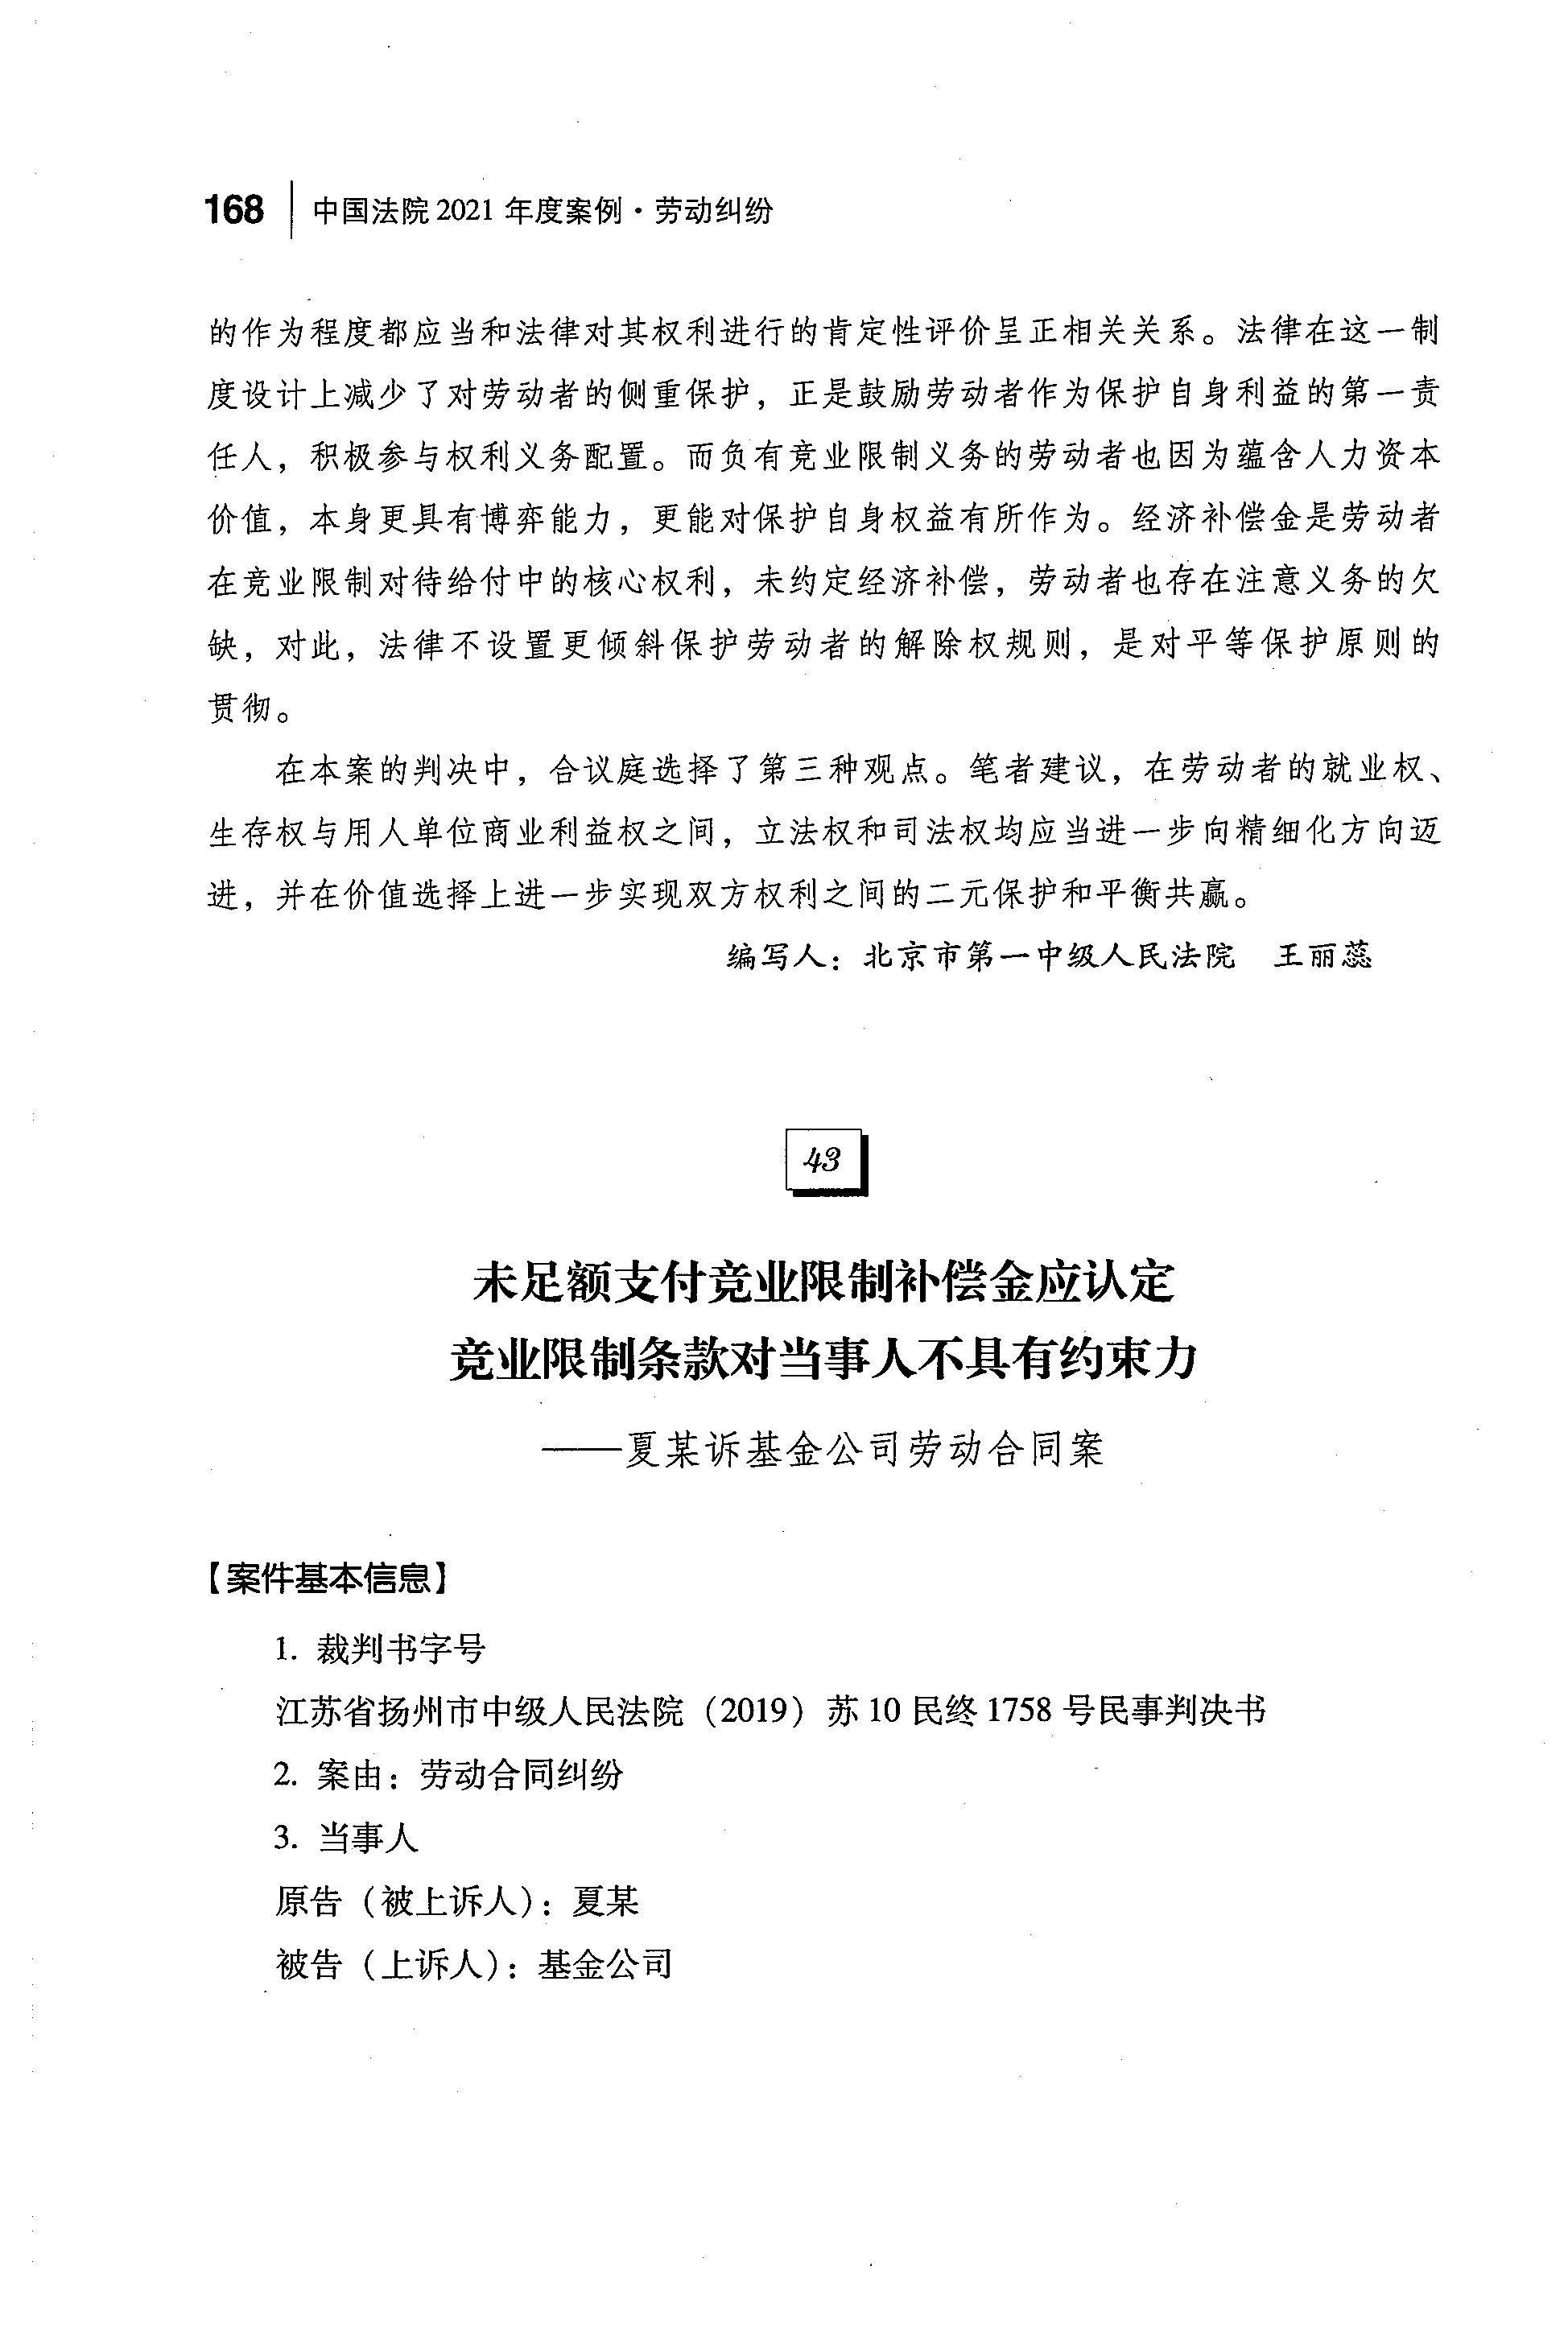 168 中国法院2021年度案例·劳动纠纷
的作为程度都应当和法律对其权利进行的肯定性评价呈正相关关系。法律在这一制
度设计上减少了对劳动者的侧重保护，正是鼓励劳动者作为保护自身利益的第一责
任人，积极参与权利义务配置。而负有竞业限制义务的劳动者也因为蕴含人力资本
价值，本身更具有博弈能力，更能对保护自身权益有所作为。经济补偿金是劳动者
在竞业限制对待给付中的核心权利，未约定经济补偿，劳动者也存在注意义务的欠
缺，对此，法律不设置更倾斜保护劳动者的解除权规则，是对平等保护原则的
贯彻。
在本案的判决中，合议庭选择了第三种观点。笔者建议，在劳动者的就业权、
生存权与用人单位商业利益权之间，立法权和司法权均应当进一步向精细化方向迈
进，并在价值选择上进一步实现双方权利之间的二元保护和平衡共赢。
编写人：北京市第一中级人民法院 王丽蕊
43
未足额支付竞业限制补偿金应认定
竞业限制条款对当事人不具有约束力
——夏某诉基金公司劳动合同案
【案件基本信息】
1. 裁判书字号
江苏省扬州市中级人民法院（2019）苏10民终1758号民事判决书
2. 案由：劳动合同纠纷
3. 当事人
原告（被上诉人）：夏某
被告（上诉人）：基金公司